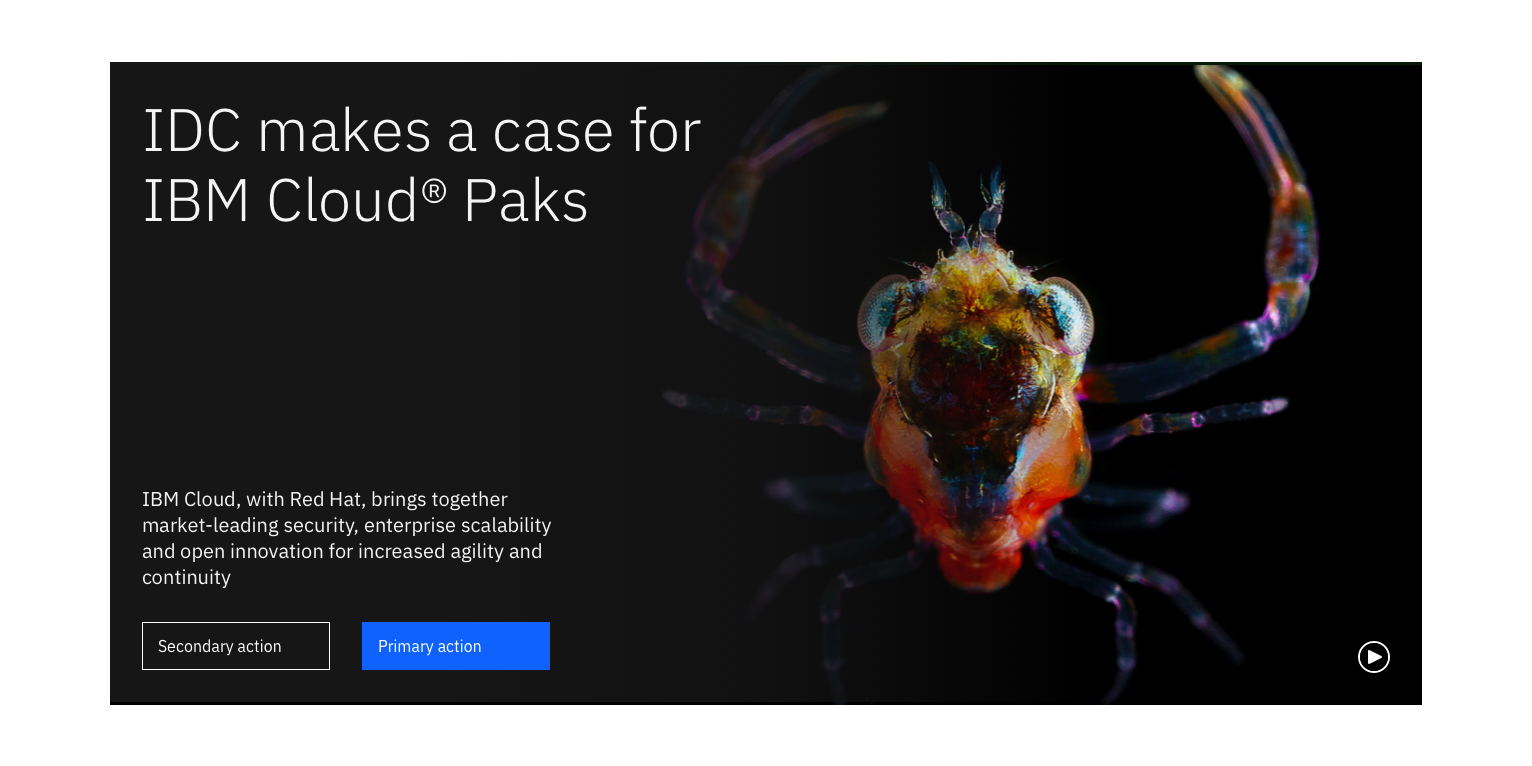 IDC makes a case for
IBM Cloud® Paks
IBM Cloud, with Red Hat, brings together
market-leading security, enterprise scalability
and open innovation for increased agility and
continuity
Secondary action
Primary action